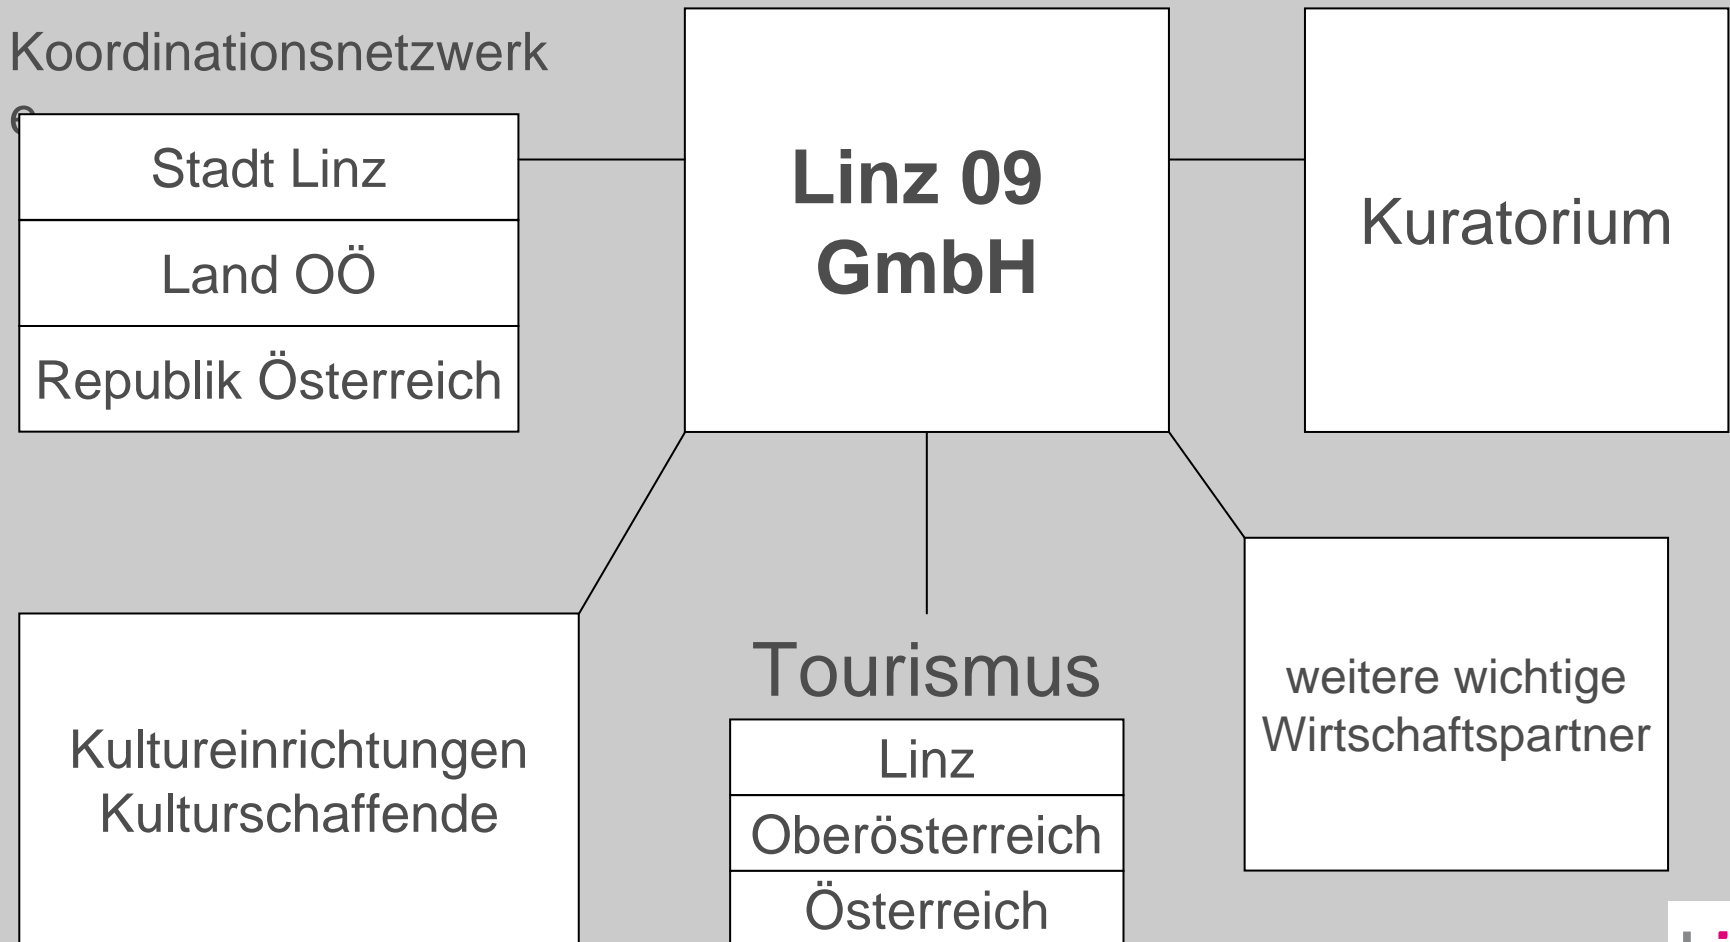 Koordinationsnetzwerk
e
Stadt Linz
Land OÖ
Republik Österreich
Linz 09
GmbH
Kuratorium
Kultureinrichtungen
Kulturschaffende
Tourismus
Linz
Oberösterreich
Österreich
weitere wichtige
Wirtschaftspartner